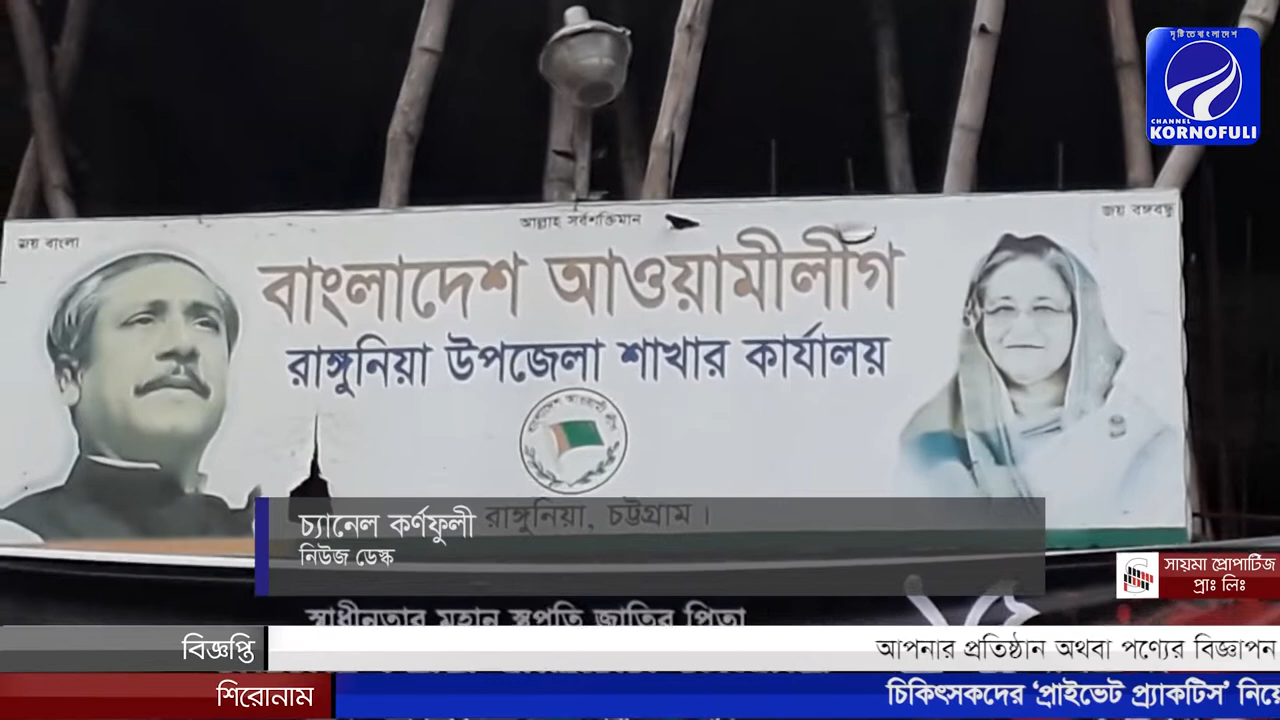 দৃষ্টিতে বাংলাদেশ
CHANNEL
KORNOFULI
আল্লাহ সর্বশক্তিমান
জয় বাংলা
জয় বঙ্গবন্ধু
বাংলাদেশ আওয়ামীলীগ
রাঙ্গুনিয়া উপজেলা শাখার কার্যালয়
বাংলাদেশ আওয়ামী লীগ
রাঙ্গুনিয়া, চট্টগ্রাম।
চ্যানেল কর্ণফুলী
নিউজ ডেস্ক
সায়মা প্রোপার্টিজ
প্রাঃ লিঃ
স্বাধীনতার মহান স্থপতি জাতির পিতা
বিজ্ঞপ্তি
আপনার প্রতিষ্ঠান অথবা পণ্যের বিজ্ঞাপন
শিরোনাম
চিকিৎসকদের ‘প্রাইভেট প্র্যাকটিস’ নিয়ে